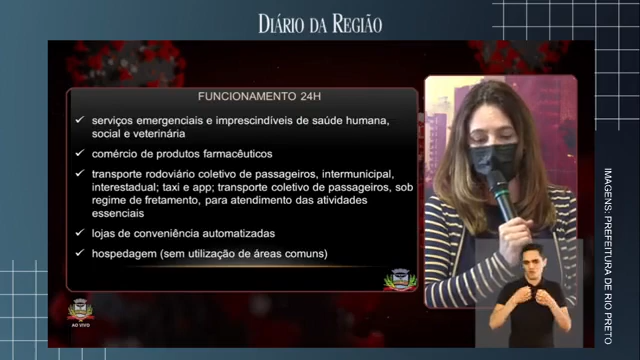 DIÁRIO DA REGIÃO
FUNCIONAMENTO 24H
✓ serviços emergenciais e imprescindíveis de saúde humana,
social e veterinária
✓ comércio de produtos farmacêuticos
✓ transporte rodoviário coletivo de passageiros, intermunicipal,
interestadual; taxi e app; transporte coletivo de passageiros, sob
regime de fretamento, para atendimento das atividades
essenciais
✓ lojas de conveniência automatizadas
✓ hospedagem (sem utilização de áreas comuns)
AO VIVO
IMAGENS: PREFEITURA DE RIO PRETO